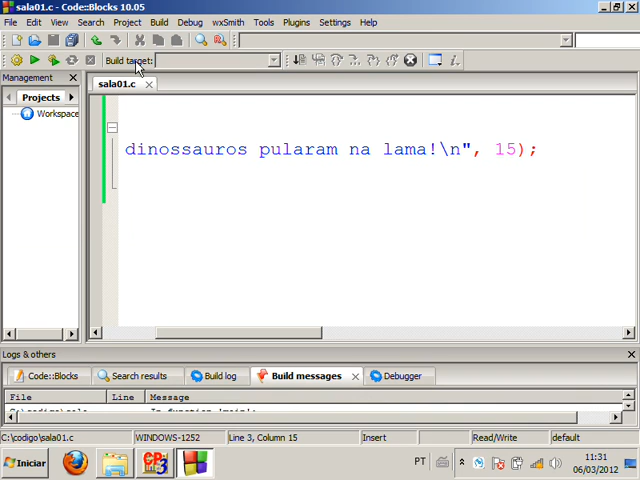 sala01.c - Code::Blocks 10.05
File Edit View Search Project Build Debug wxSmith Tools Plugins Settings Help
Build target:
Management
sala01.c
Projects
Workspace
dinossauros pularam na lama!\n", 15);
Logs & others
Code::Blocks Search results Build log Build messages Debugger
File Line Message
C:\codigo\sala01.c WINDOWS-1252 Line 3, Column 15 Insert Read/Write default
Iniciar PT 11:31
06/03/2012